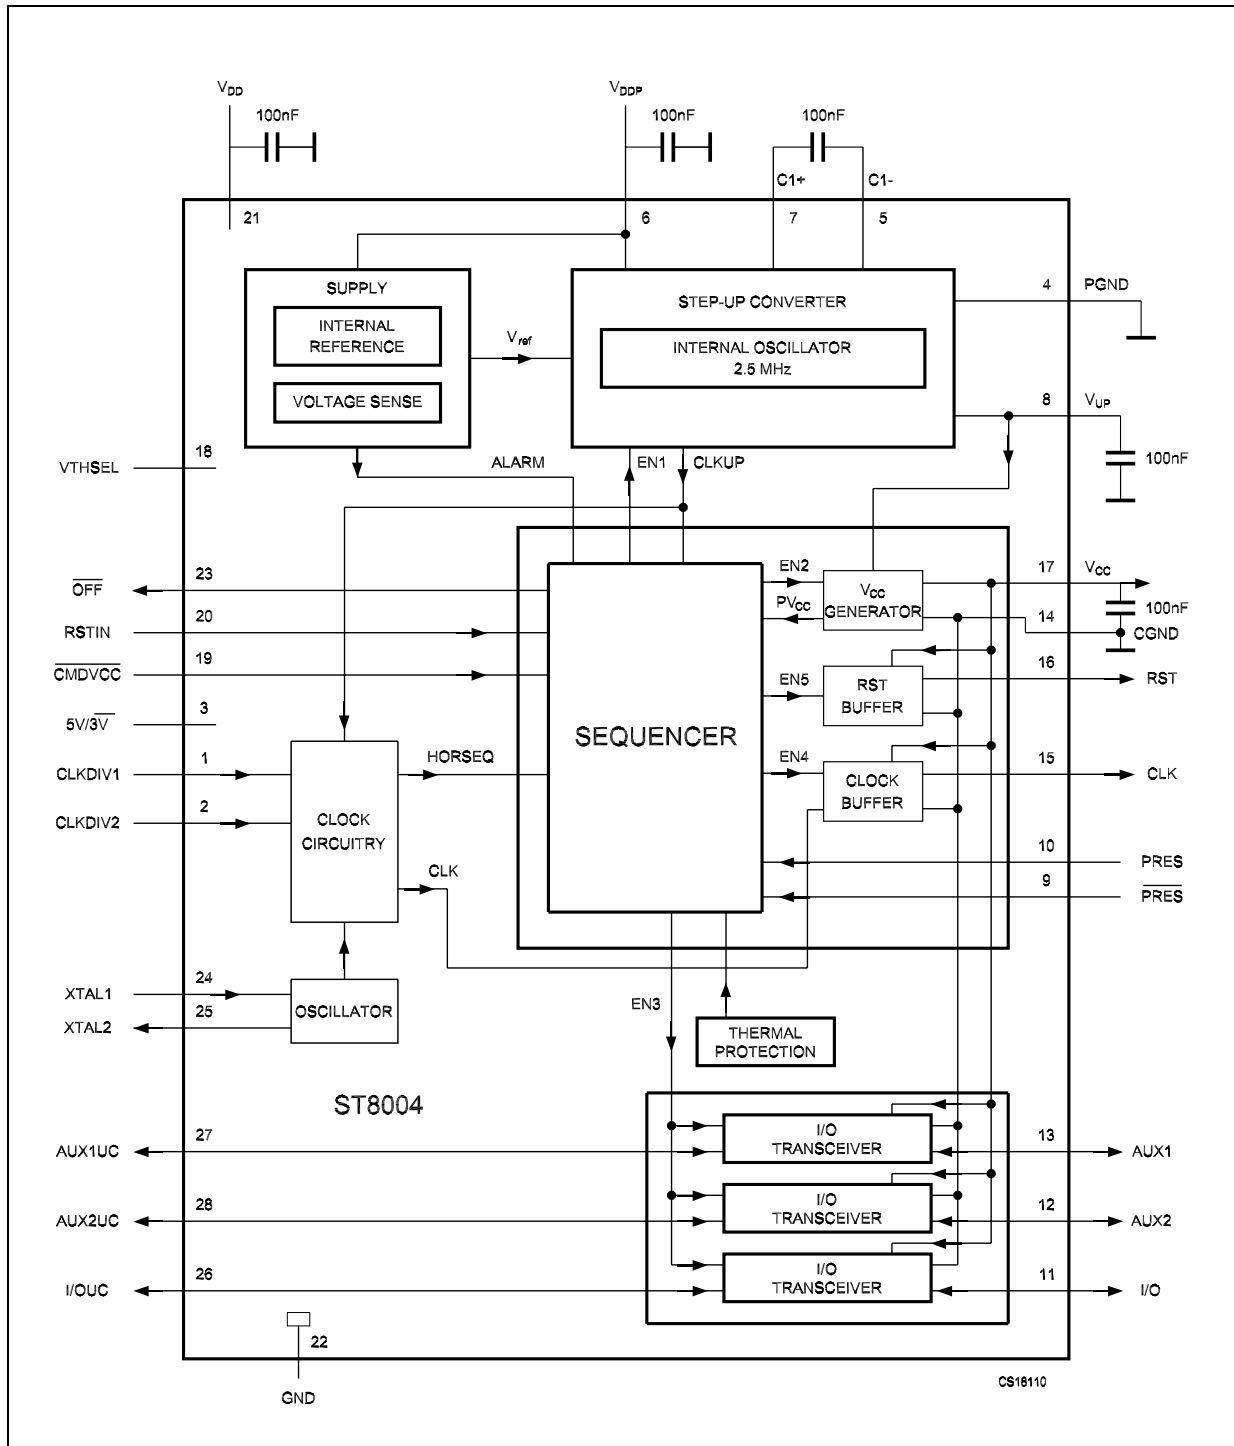 VDD
VDDP
100nF
100nF
100nF
C1+
C1-
21
6
7
5
SUPPLY
INTERNAL
REFERENCE
VOLTAGE SENSE
Vref
STEP-UP CONVERTER
INTERNAL OSCILLATOR
2.5 MHz
4
PGND
8
VUP
100nF
18
VTHSEL
ALARM
EN1
CLKUP
23
OFF
20
RSTIN
19
CMDVCC
3
5V/3V
1
CLKDIV1
2
CLKDIV2
CLOCK
CIRCUITRY
HORSEQ
CLK
SEQUENCER
EN2
PVCC
VCC
GENERATOR
17
VCC
100nF
14
CGND
EN5
RST
BUFFER
16
RST
EN4
CLOCK
BUFFER
15
CLK
10
PRES
9
PRES
24
XTAL1
25
XTAL2
OSCILLATOR
EN3
THERMAL
PROTECTION
ST8004
27
AUX1UC
I/O
TRANSCEIVER
13
AUX1
28
AUX2UC
I/O
TRANSCEIVER
12
AUX2
26
I/OUC
I/O
TRANSCEIVER
11
I/O
22
GND
CS18110